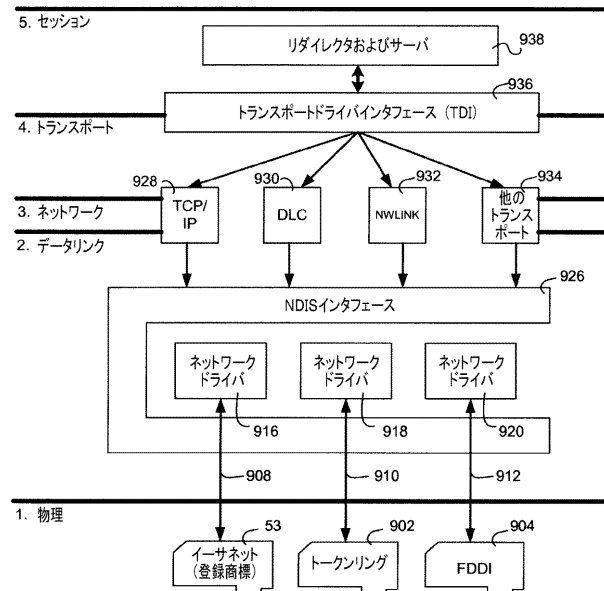 5. セッション
リダイレクタおよびサーバ
938
936
トランスポートドライバインタフェース (TDI)
4. トランスポート
928
930
932
934
TCP/
IP
DLC
NWLINK
他の
トランス
ポート
3. ネットワーク
2. データリンク
926
NDISインタフェース
ネットワーク
ドライバ
ネットワーク
ドライバ
ネットワーク
ドライバ
916
918
920
908
910
912
1. 物理
53
902
904
イーサネット
(登録商標)
トークンリング
FDDI